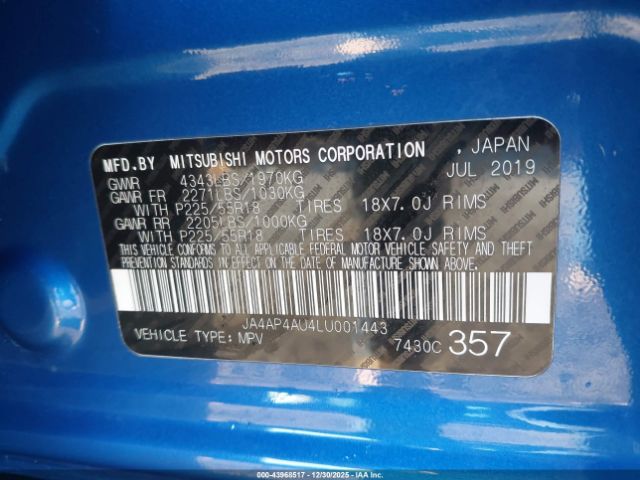 MFD.BY MITSUBISHI MOTORS CORPORATION , JAPAN
GVWR 4343LBS/1970KG JUL 2019
GAWR FR 2271LBS/1030KG
WITH P225/55R18 TIRES 18X7.0J RIMS
GAWR RR 2205LBS/1000KG
WITH P225/55R18 TIRES 18X7.0J RIMS
THIS VEHICLE CONFORMS TO ALL APPLICABLE FEDERAL MOTOR VEHICLE SAFETY AND THEFT
PREVENTION STANDARDS IN EFFECT ON THE DATE OF MANUFACTURE SHOWN ABOVE.
JA4AP4AU4LU001443
VEHICLE TYPE: MPV 7430C 357
000-43968517 - 12/30/2025 - IAAI.COM